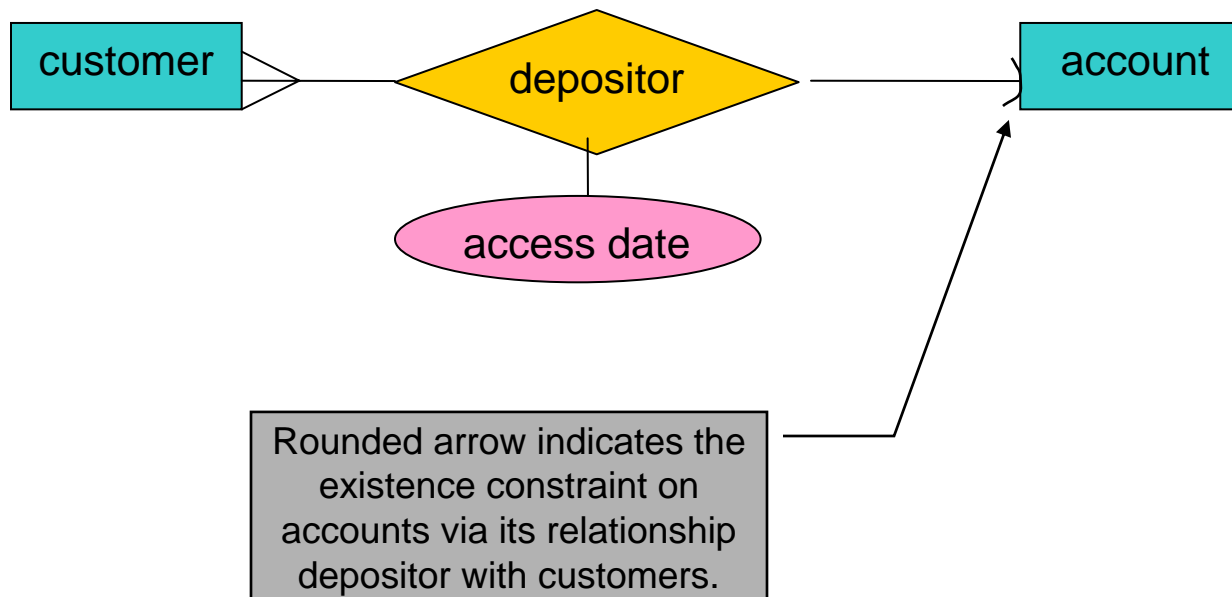 customer
depositor
account
access date
Rounded arrow indicates the
existence constraint on
accounts via its relationship
depositor with customers.